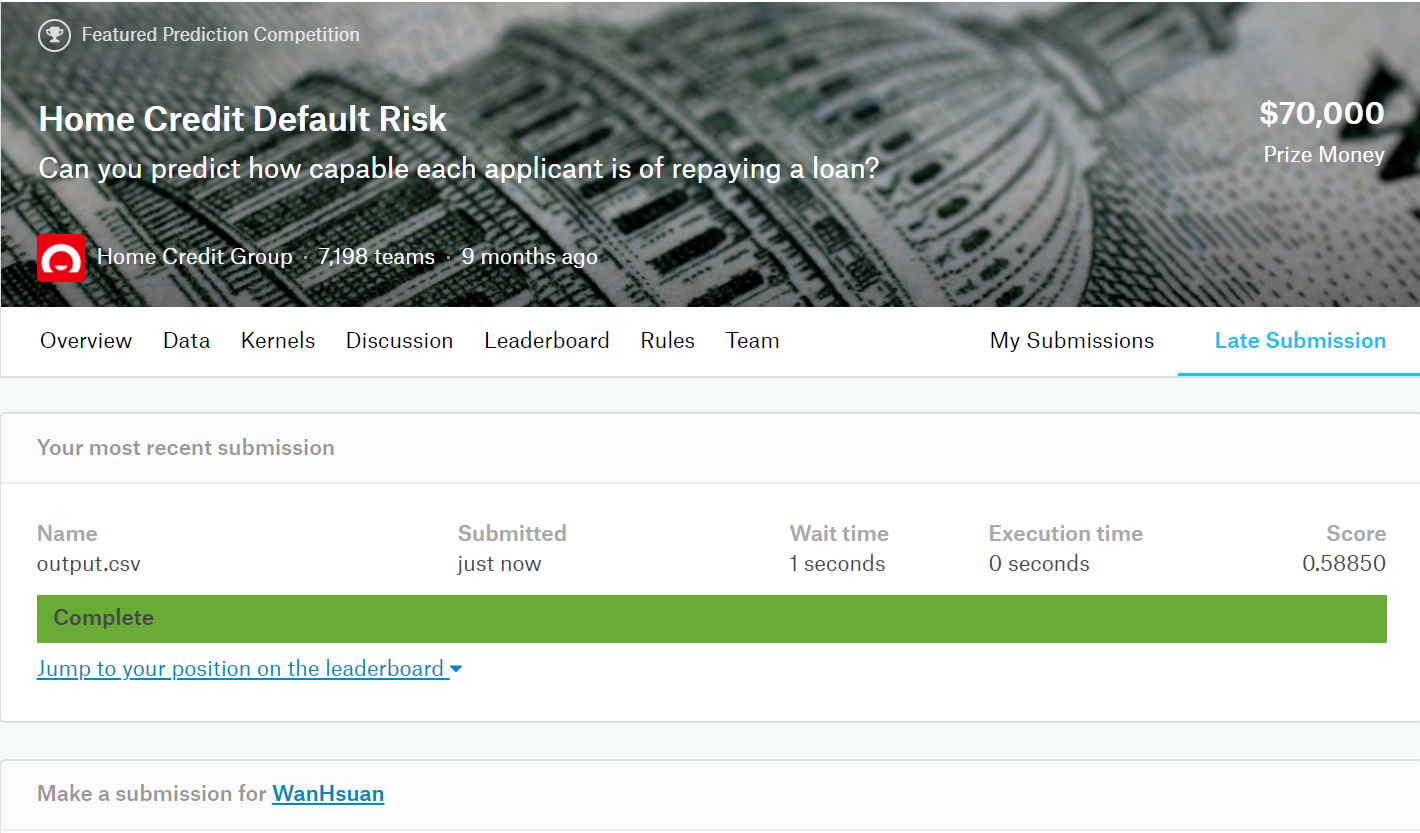 Featured Prediction Competition
Home Credit Default Risk
$70,000
Can you predict how capable each applicant is of repaying a loan?
Prize Money
Home Credit Group · 7,198 teams · 9 months ago
Overview Data Kernels Discussion Leaderboard Rules Team My Submissions Late Submission
Your most recent submission
Name Submitted Wait time Execution time Score
output.csv just now 1 seconds 0 seconds 0.58850
Complete
Jump to your position on the leaderboard
Make a submission for WanHsuan